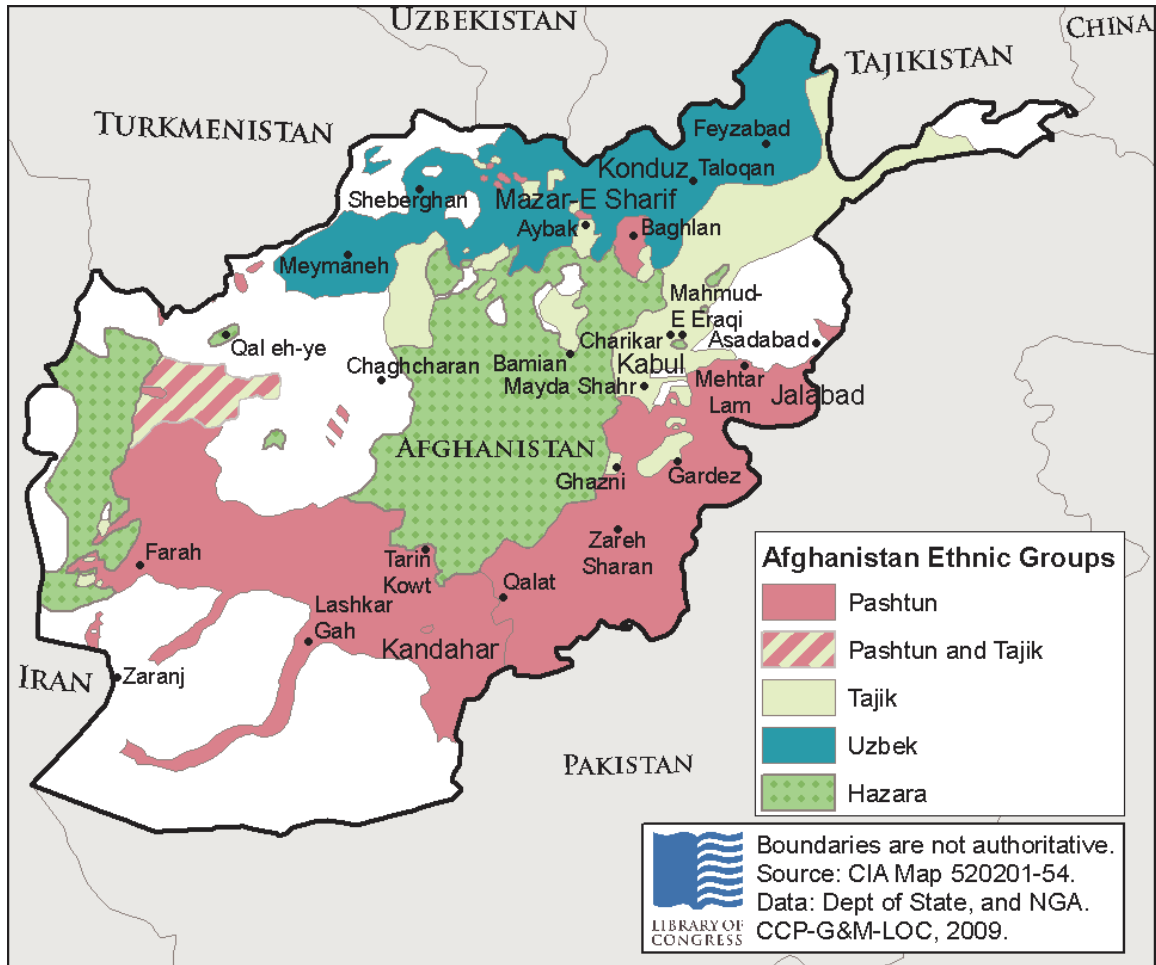 UZBEKISTAN
CHINA
TAJIKISTAN
TURKMENISTAN
Feyzabad
Konduz
Taloqan
Sheberghan
Mazar-E Sharif
Aybak
Baghlan
Meymaneh
Mahmud-
E Eraqi
Qal eh-ye
Charikar
Asadabad
Chaghcharan
Bamian
Kabul
Mayda Shahr
Mehtar
Lam
Jalabad
AFGHANISTAN
Ghazni
Gardez
Zareh
Sharan
Farah
Tarin
Kowt
Qalat
Lashkar
Gah
Kandahar
IRAN
Zaranj
PAKISTAN
Afghanistan Ethnic Groups
Pashtun
Pashtun and Tajik
Tajik
Uzbek
Hazara
LIBRARY OF
CONGRESS
Boundaries are not authoritative.
Source: CIA Map 520201-54.
Data: Dept of State, and NGA.
CCP-G&M-LOC, 2009.